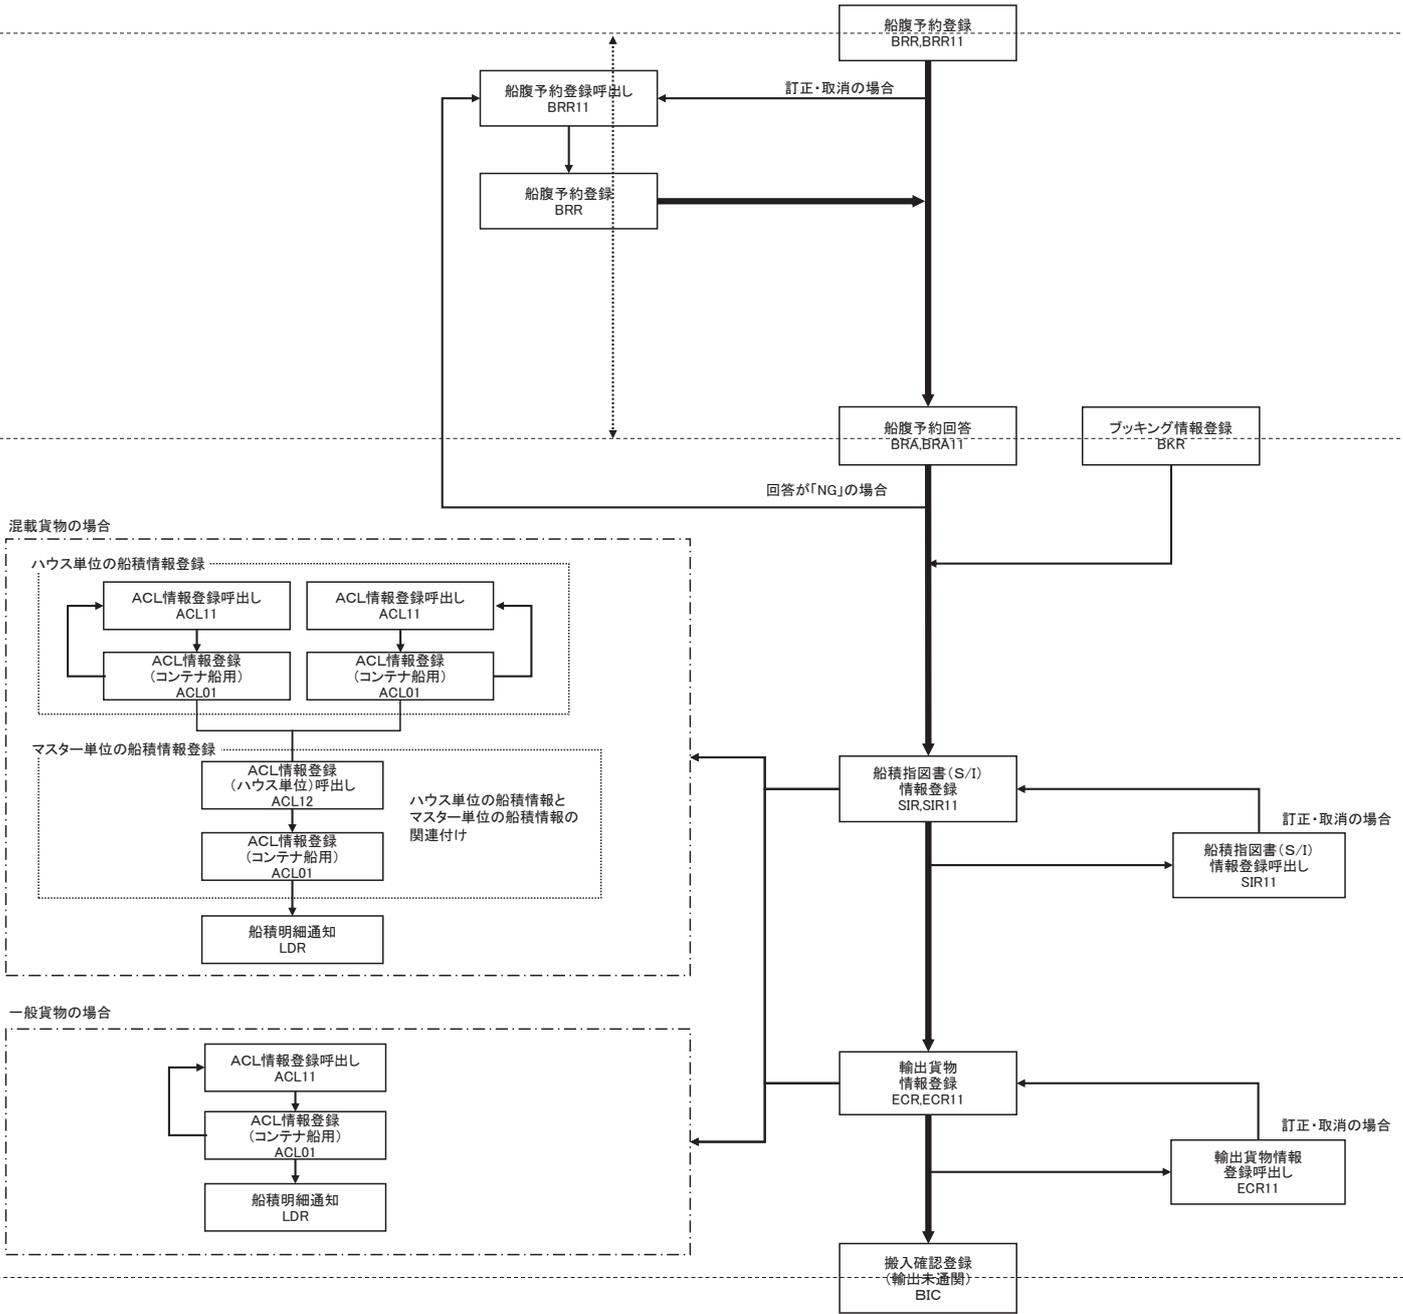 船腹予約登録
BRR,BRR11
船腹予約登録呼出し
BRR11
訂正・取消の場合
船腹予約登録
BRR
船腹予約回答
BRA,BRA11
ブッキング情報登録
BKR
回答が「NG」の場合
混載貨物の場合
ハウス単位の船積情報登録
ACL情報登録呼出し
ACL11
ACL情報登録呼出し
ACL11
ACL情報登録
(コンテナ船用)
ACL01
ACL情報登録
(コンテナ船用)
ACL01
マスター単位の船積情報登録
ACL情報登録
(ハウス単位)呼出し
ACL12
ハウス単位の船積情報と
マスター単位の船積情報の
関連付け
ACL情報登録
(コンテナ船用)
ACL01
船積明細通知
LDR
船積指図書(S/I)
情報登録
SIR,SIR11
訂正・取消の場合
船積指図書(S/I)
情報登録呼出し
SIR11
一般貨物の場合
ACL情報登録呼出し
ACL11
ACL情報登録
(コンテナ船用)
ACL01
船積明細通知
LDR
輸出貨物
情報登録
ECR,ECR11
訂正・取消の場合
輸出貨物情報
登録呼出し
ECR11
搬入確認登録
(輸出未通関)
BIC